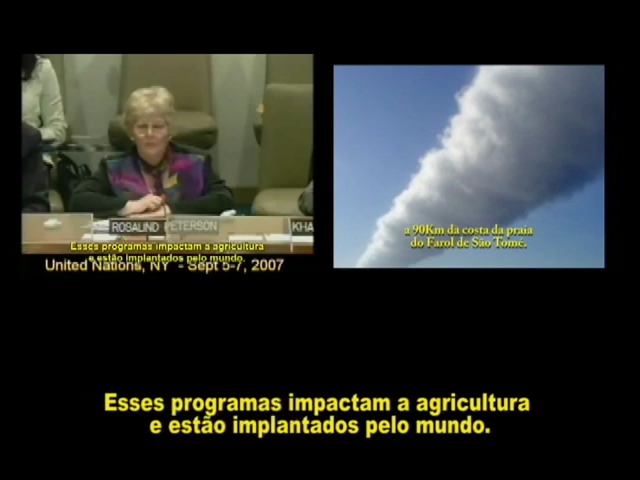 ROSALIND PETERSON
KHA
Esses programas impactam a agricultura
e estão implantados pelo mundo.
United Nations, NY - Sept 5-7, 2007
a 90Km da costa da praia
do Farol de São Tomé.
Esses programas impactam a agricultura
e estão implantados pelo mundo.